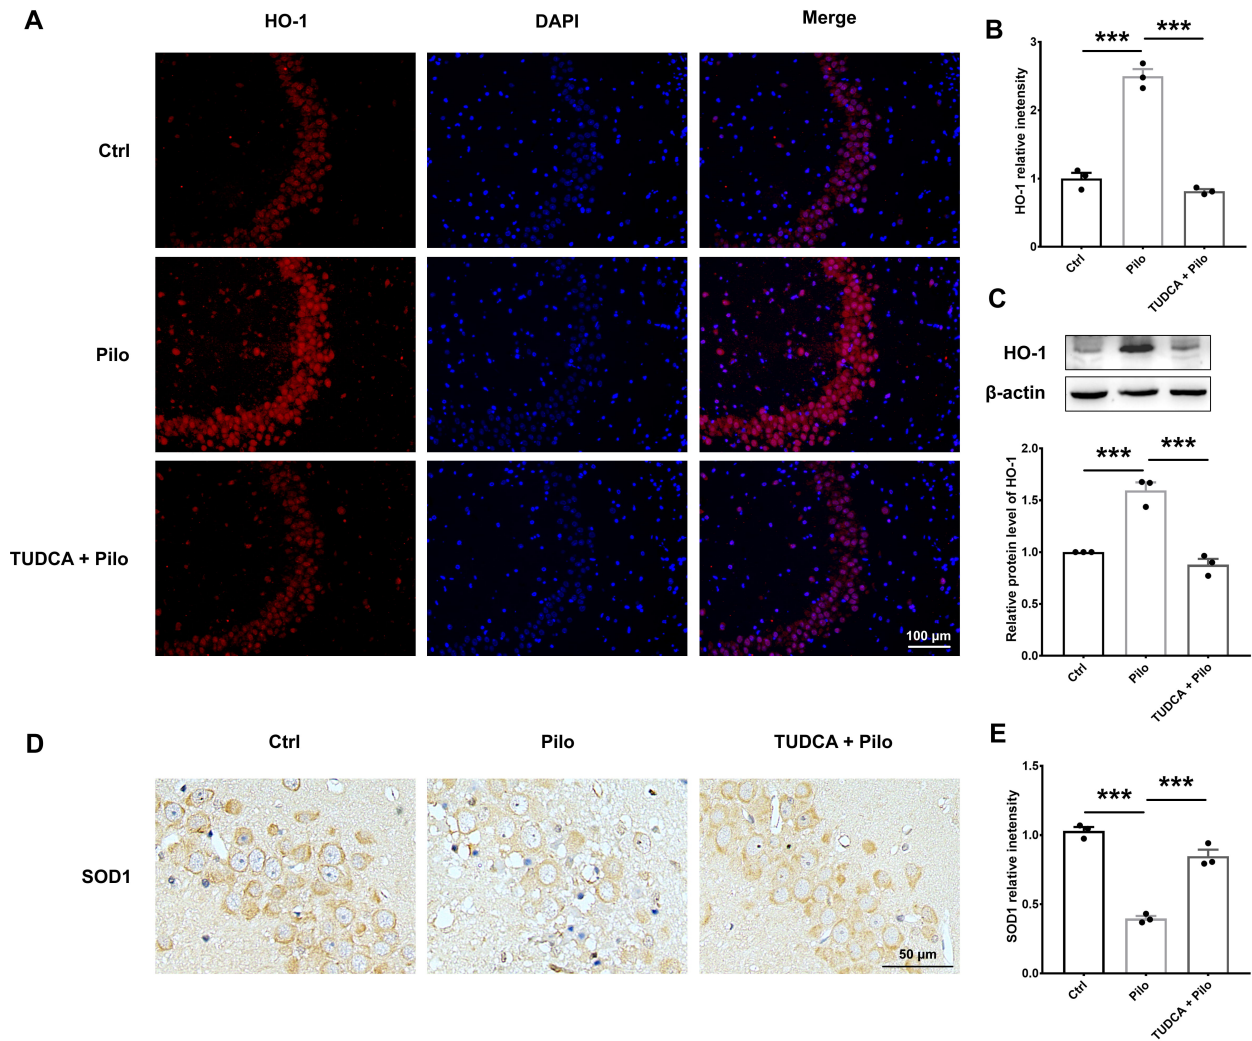 A
HO-1
DAPI
Merge
Ctrl
Pilo
TUDCA + Pilo
100 μm
B
HO-1 relative inetensity
3
2
1
0
***
***
Ctrl
Pilo
TUDCA + Pilo
C
HO-1
β-actin
Relative protein level of HO-1
2.0
1.5
1.0
0.5
0.0
***
***
Ctrl
Pilo
TUDCA + Pilo
D
Ctrl
Pilo
TUDCA + Pilo
SOD1
50 μm
E
SOD1 relative inetensity
1.5
1.0
0.5
0.0
***
***
Ctrl
Pilo
TUDCA + Pilo